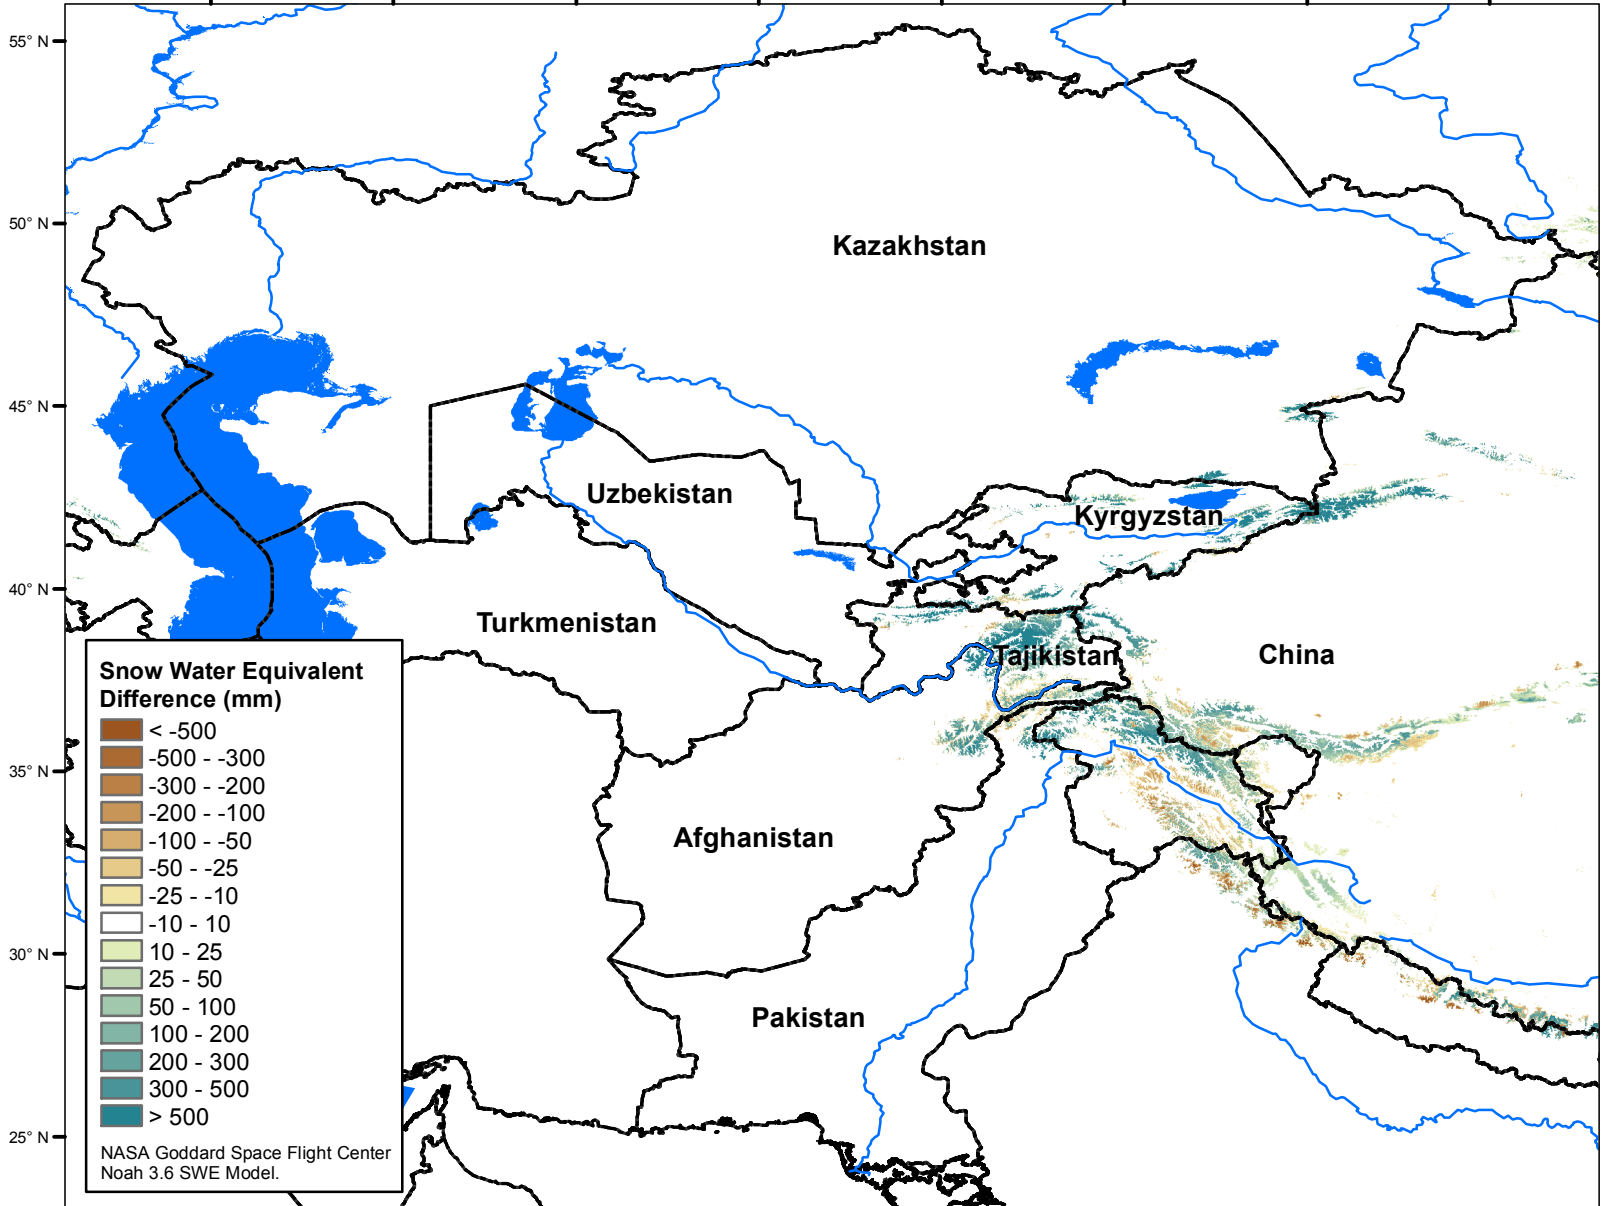 55° N
50° N
Kazakhstan
45° N
Uzbekistan
Kyrgyzstan
40° N
Turkmenistan
Tajikistan
China
35° N
Afghanistan
30° N
Pakistan
25° N
Snow Water Equivalent
Difference (mm)
< -500
-500 - -300
-300 - -200
-200 - -100
-100 - -50
-50 - -25
-25 - -10
-10 - 10
10 - 25
25 - 50
50 - 100
100 - 200
200 - 300
300 - 500
> 500
NASA Goddard Space Flight Center
Noah 3.6 SWE Model.